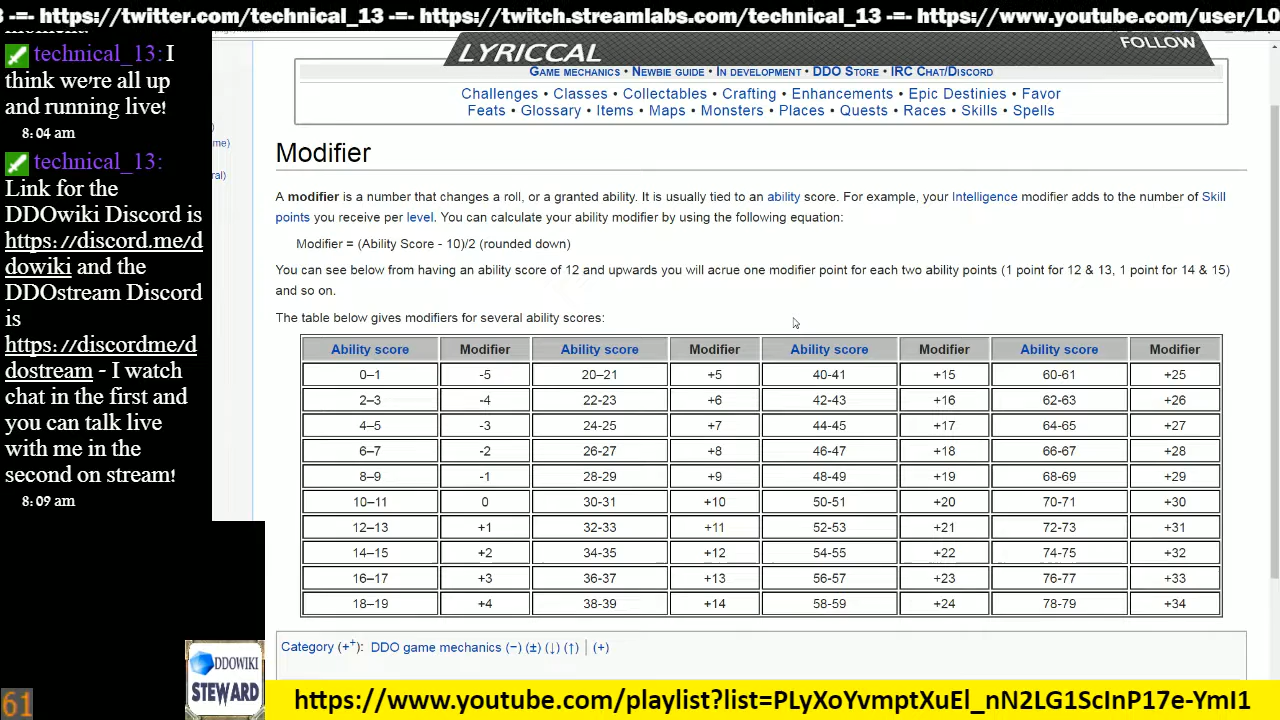 3 -=- https://twitter.com/technical_13 -=- https://twitch.streamlabs.com/technical_13 -=- https://www.youtube.com/user/L0
moment.
technical_13: I
think we're all up
and running live!
8:04 am
technical_13:
Link for the
DDOwiki Discord is
https://discord.me/d
dowiki and the
DDOstream Discord
is
https://discordme/d
dostream - I watch
chat in the first and
you can talk live
with me in the
second on stream!
8:09 am
me)
ral)
LYRICCAL
FOLLOW
Game mechanics • Newbie guide • In development • DDO Store • IRC Chat/Discord
Challenges • Classes • Collectables • Crafting • Enhancements • Epic Destinies • Favor
Feats • Glossary • Items • Maps • Monsters • Places • Quests • Races • Skills • Spells
Modifier
A modifier is a number that changes a roll, or a granted ability. It is usually tied to an ability score. For example, your Intelligence modifier adds to the number of Skill
points you receive per level. You can calculate your ability modifier by using the following equation:
Modifier = (Ability Score - 10)/2 (rounded down)
You can see below from having an ability score of 12 and upwards you will acrue one modifier point for each two ability points (1 point for 12 & 13, 1 point for 14 & 15)
and so on.
The table below gives modifiers for several ability scores:
Ability score Modifier Ability score Modifier Ability score Modifier Ability score Modifier
0–1 -5 20–21 +5 40-41 +15 60-61 +25
2–3 -4 22-23 +6 42-43 +16 62-63 +26
4–5 -3 24-25 +7 44-45 +17 64-65 +27
6–7 -2 26-27 +8 46-47 +18 66-67 +28
8–9 -1 28-29 +9 48-49 +19 68-69 +29
10–11 0 30-31 +10 50-51 +20 70-71 +30
12–13 +1 32-33 +11 52-53 +21 72-73 +31
14–15 +2 34-35 +12 54-55 +22 74-75 +32
16–17 +3 36-37 +13 56-57 +23 76-77 +33
18–19 +4 38-39 +14 58-59 +24 78-79 +34
Category (++): DDO game mechanics (−) (±) (↓) (↑) | (+)
DDOWIKI
STEWARD
61
https://www.youtube.com/playlist?list=PLyXoYvmptXuEl_nN2LG1ScInP17e-YmI1